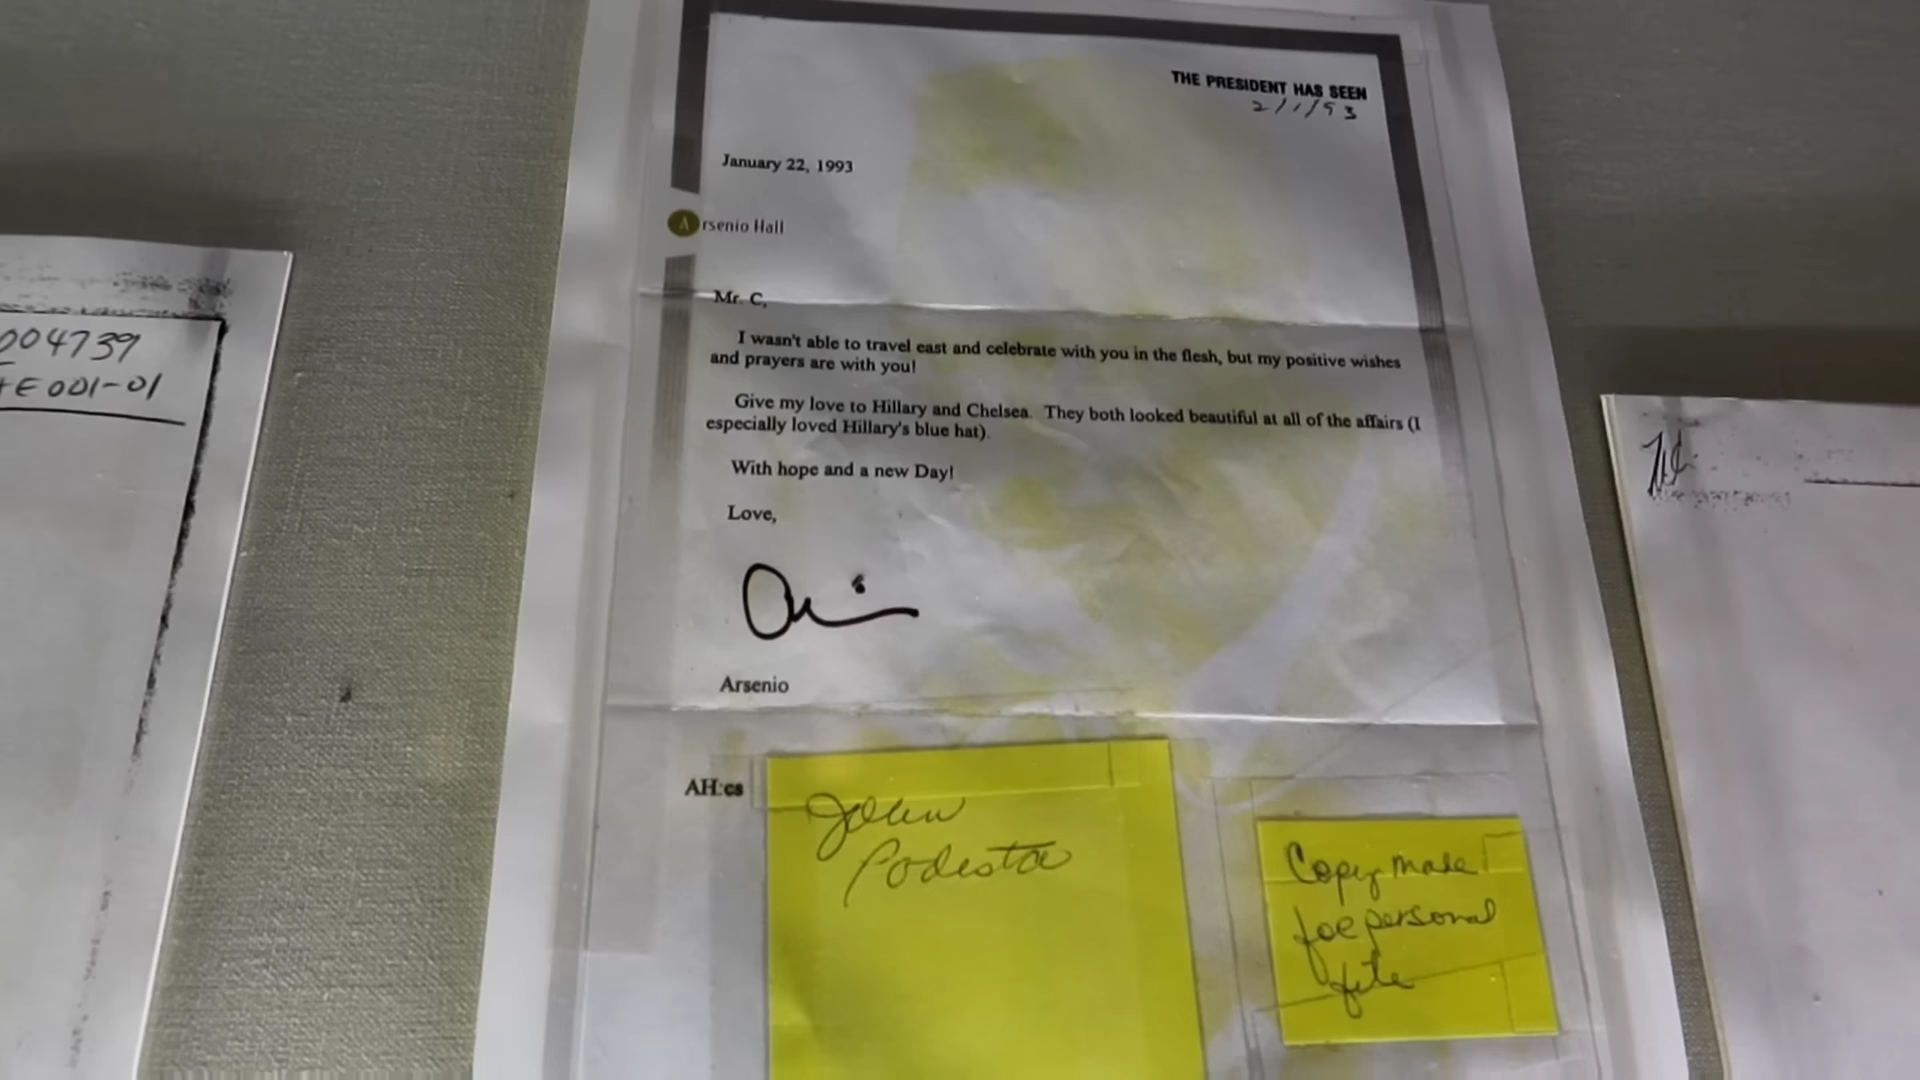 THE PRESIDENT HAS SEEN
2/1/93
January 22, 1993
Arsenio Hall
Mr. C,
I wasn't able to travel east and celebrate with you in the flesh, but my positive wishes
and prayers are with you!
Give my love to Hillary and Chelsea. They both looked beautiful at all of the affairs (I
especially loved Hillary's blue hat).
With hope and a new Day!
Love,
Arsenio
AH:cs
John
Podesta
Copy made
for personal
file
004739
FE001-01